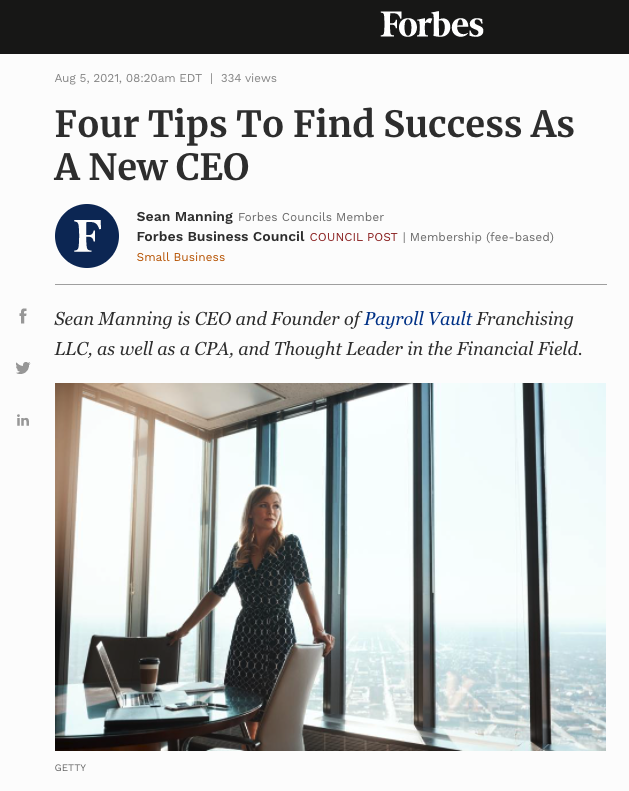 Forbes
Aug 5, 2021, 08:20am EDT | 334 views
Four Tips To Find Success As
A New CEO
F
Sean Manning Forbes Councils Member
Forbes Business Council COUNCIL POST | Membership (fee-based)
Small Business
Sean Manning is CEO and Founder of Payroll Vault Franchising
LLC, as well as a CPA, and Thought Leader in the Financial Field.
GETTY